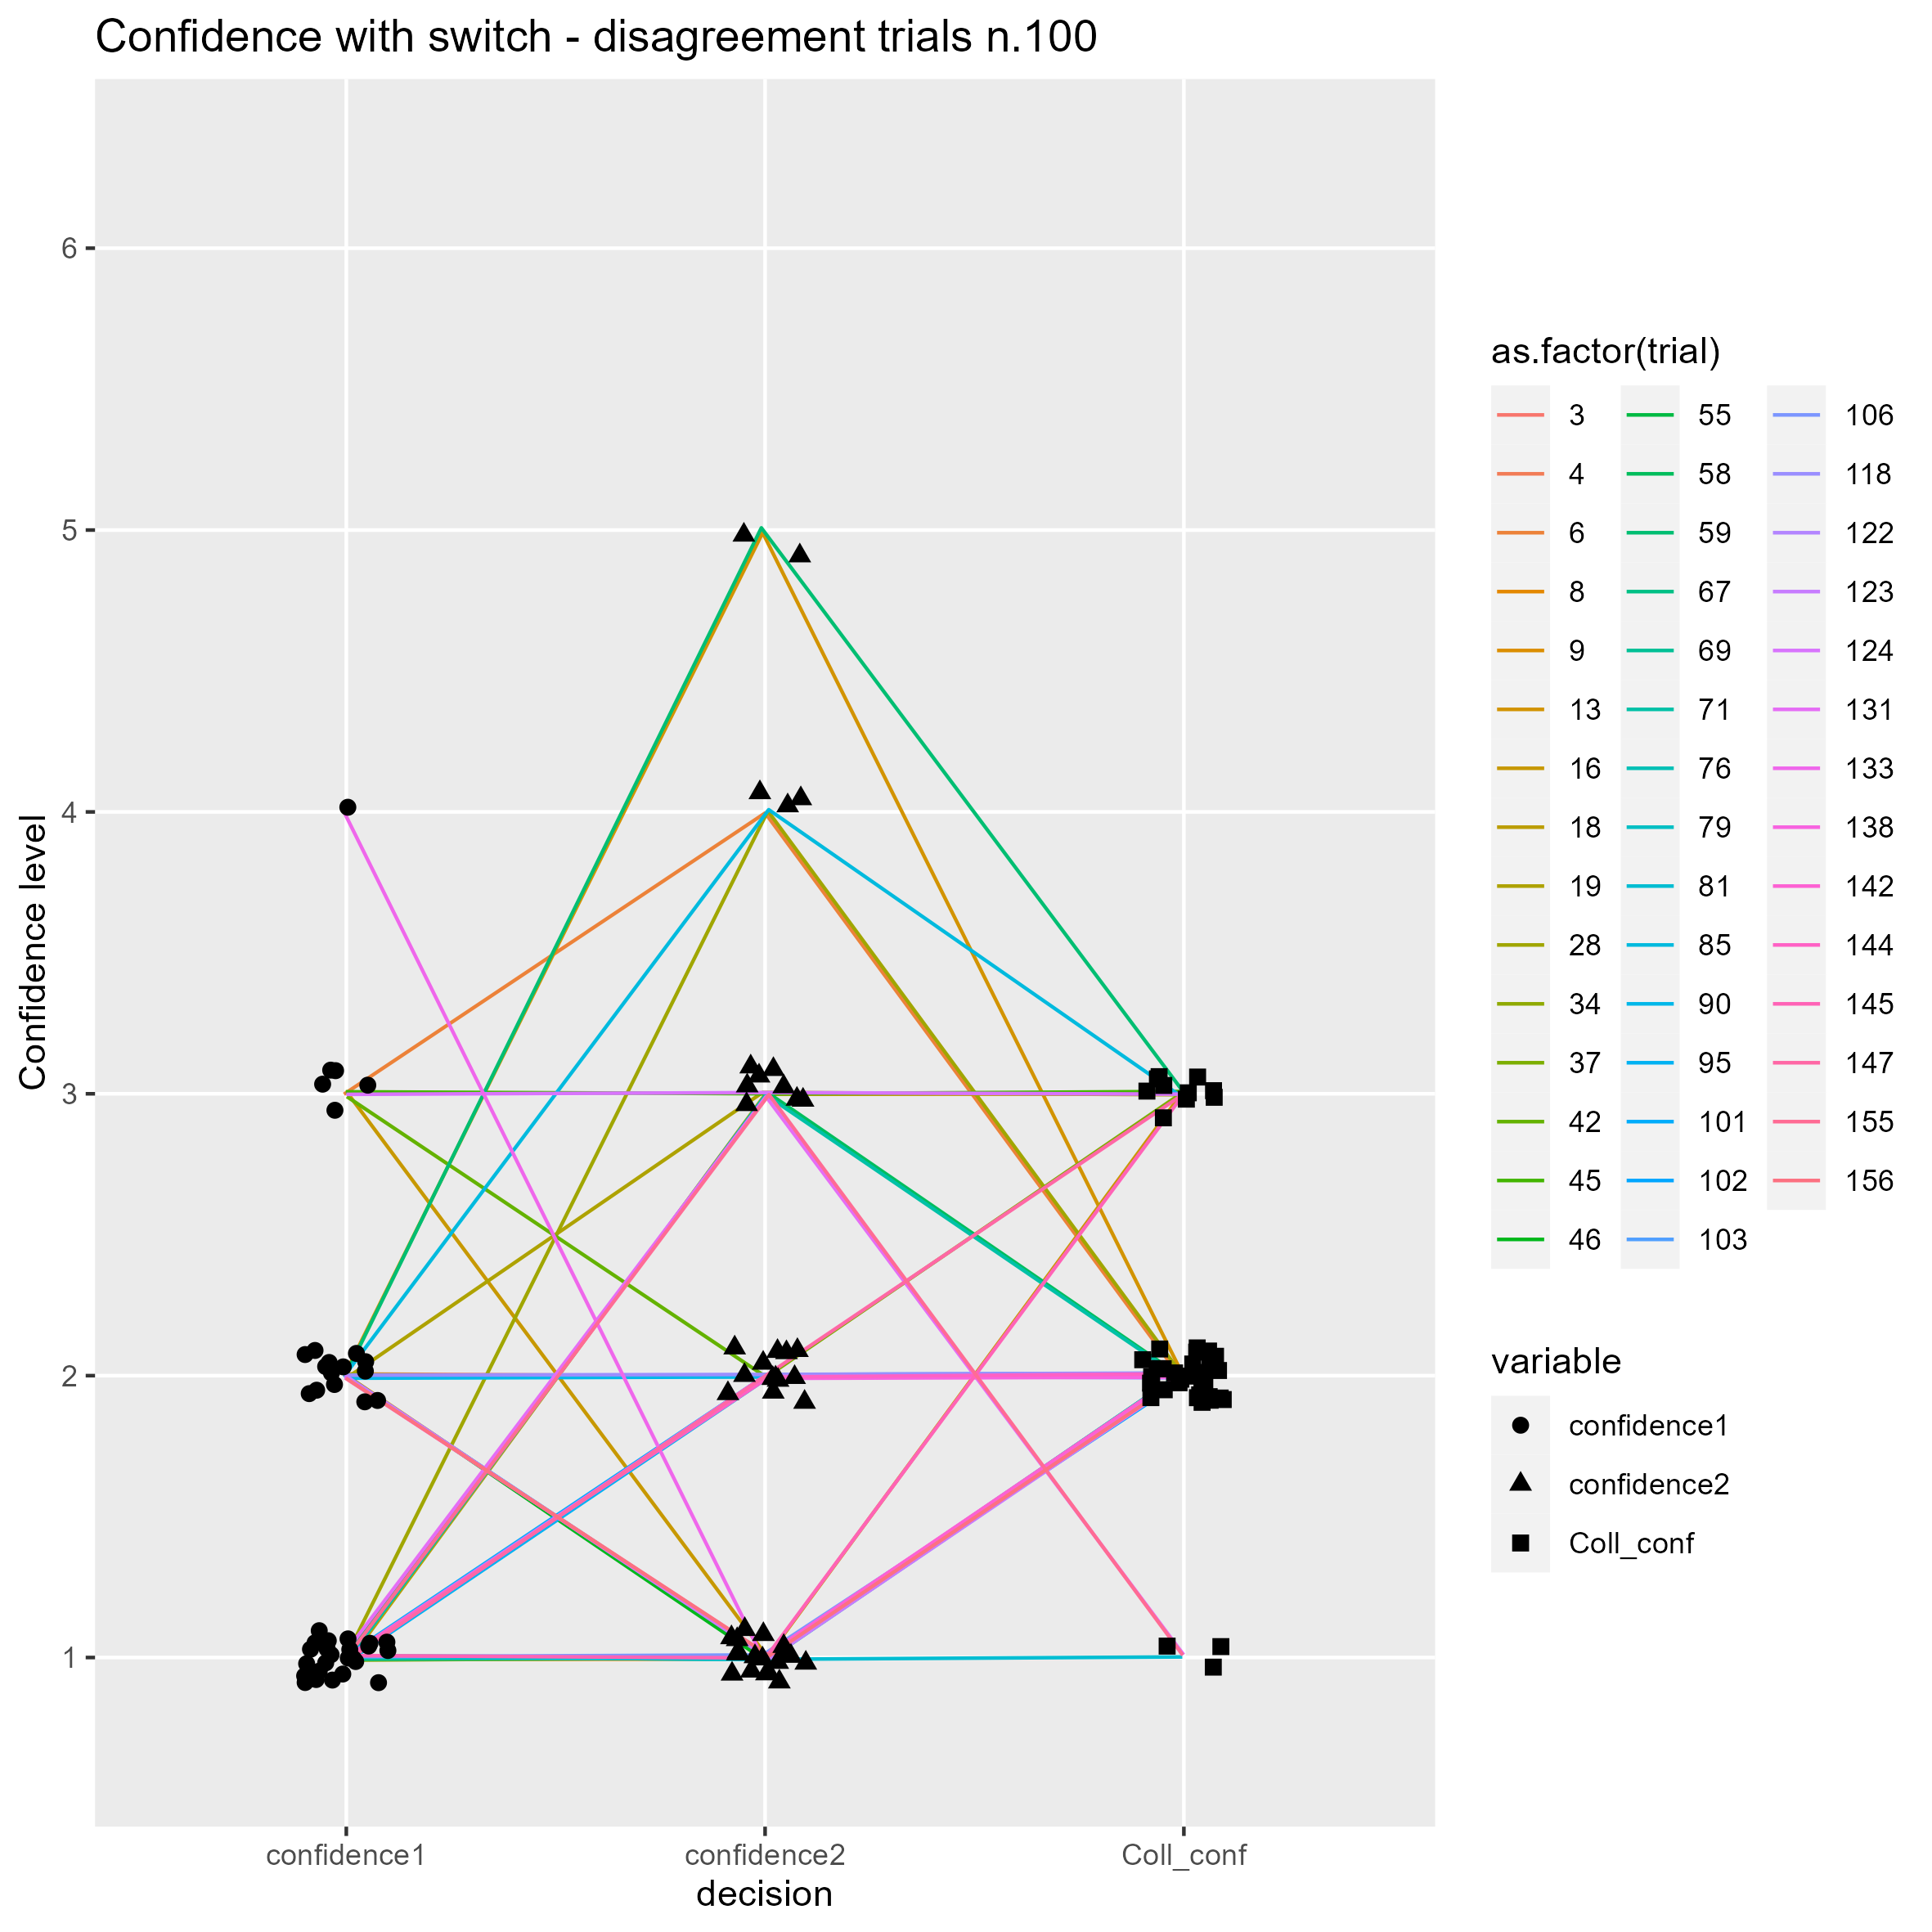 Confidence with switch - disagreement trials n.100
Confidence level
6
5
4
3
2
1
confidence1 confidence2 Coll_conf
decision
as.factor(trial)
3 55 106
4 58 118
6 59 122
8 67 123
9 69 124
13 71 131
16 76 133
18 79 138
19 81 142
28 85 144
34 90 145
37 95 147
42 101 155
45 102 156
46 103
variable
confidence1
confidence2
Coll_conf